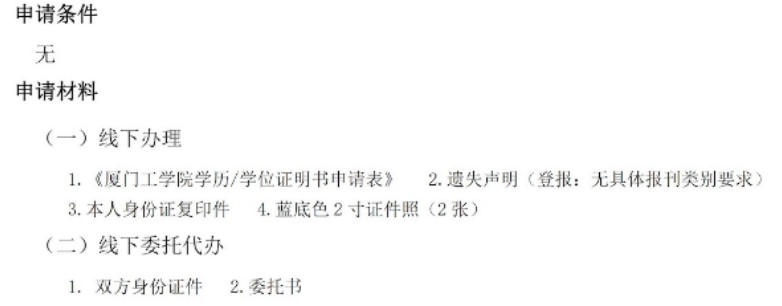 申请条件
无
申请材料
（一）线下办理
1.《厦门工学院学历/学位证明书申请表》 2.遗失声明（登报：无具体报刊类别要求）
3.本人身份证复印件 4.蓝底色2寸证件照（2张）
（二）线下委托代办
1. 双方身份证件 2.委托书